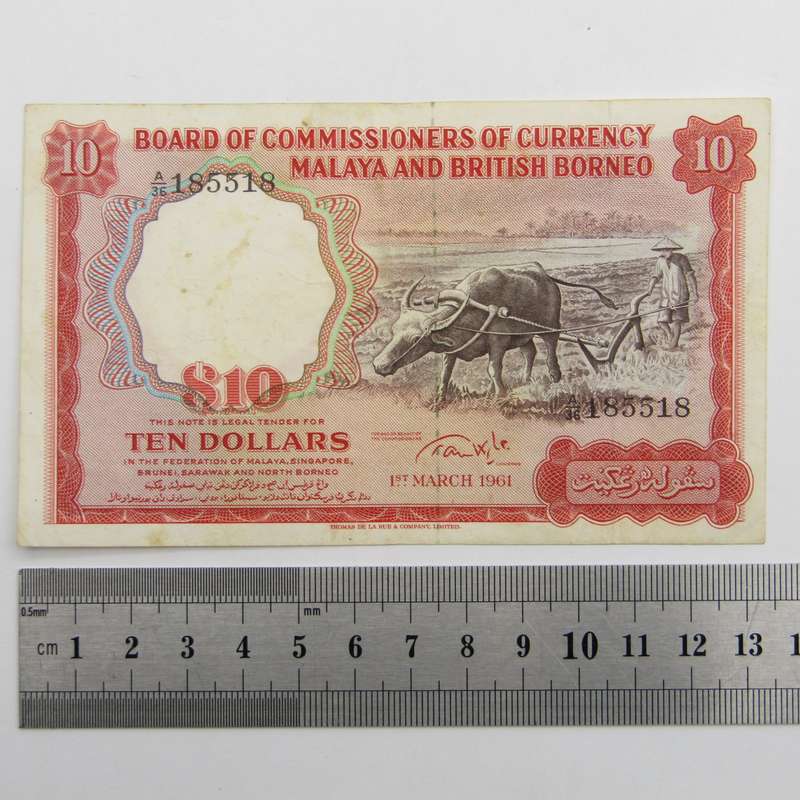 10
BOARD OF COMMISSIONERS OF CURRENCY
MALAYA AND BRITISH BORNEO
10
A/36 185518
$10
A/36 185518
THIS NOTE IS LEGAL TENDER FOR
TEN DOLLARS
IN THE FEDERATION OF MALAYA, SINGAPORE,
BRUNEI, SARAWAK AND NORTH BORNEO
1ST MARCH 1961
سڤوله رڠݢيت
THOMAS DE LA RUE & COMPANY, LIMITED.
0.5mm
mm
cm 1 2 3 4 5 6 7 8 9 10 11 12 13